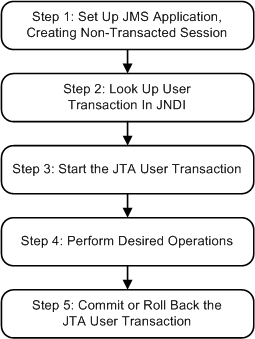 Step 1: Set Up JMS Application,
Creating Non-Transacted Session
Step 2: Look Up User
Transaction In JNDI
Step 3: Start the JTA User Transaction
Step 4: Perform Desired Operations
Step 5: Commit or Roll Back the
JTA User Transaction